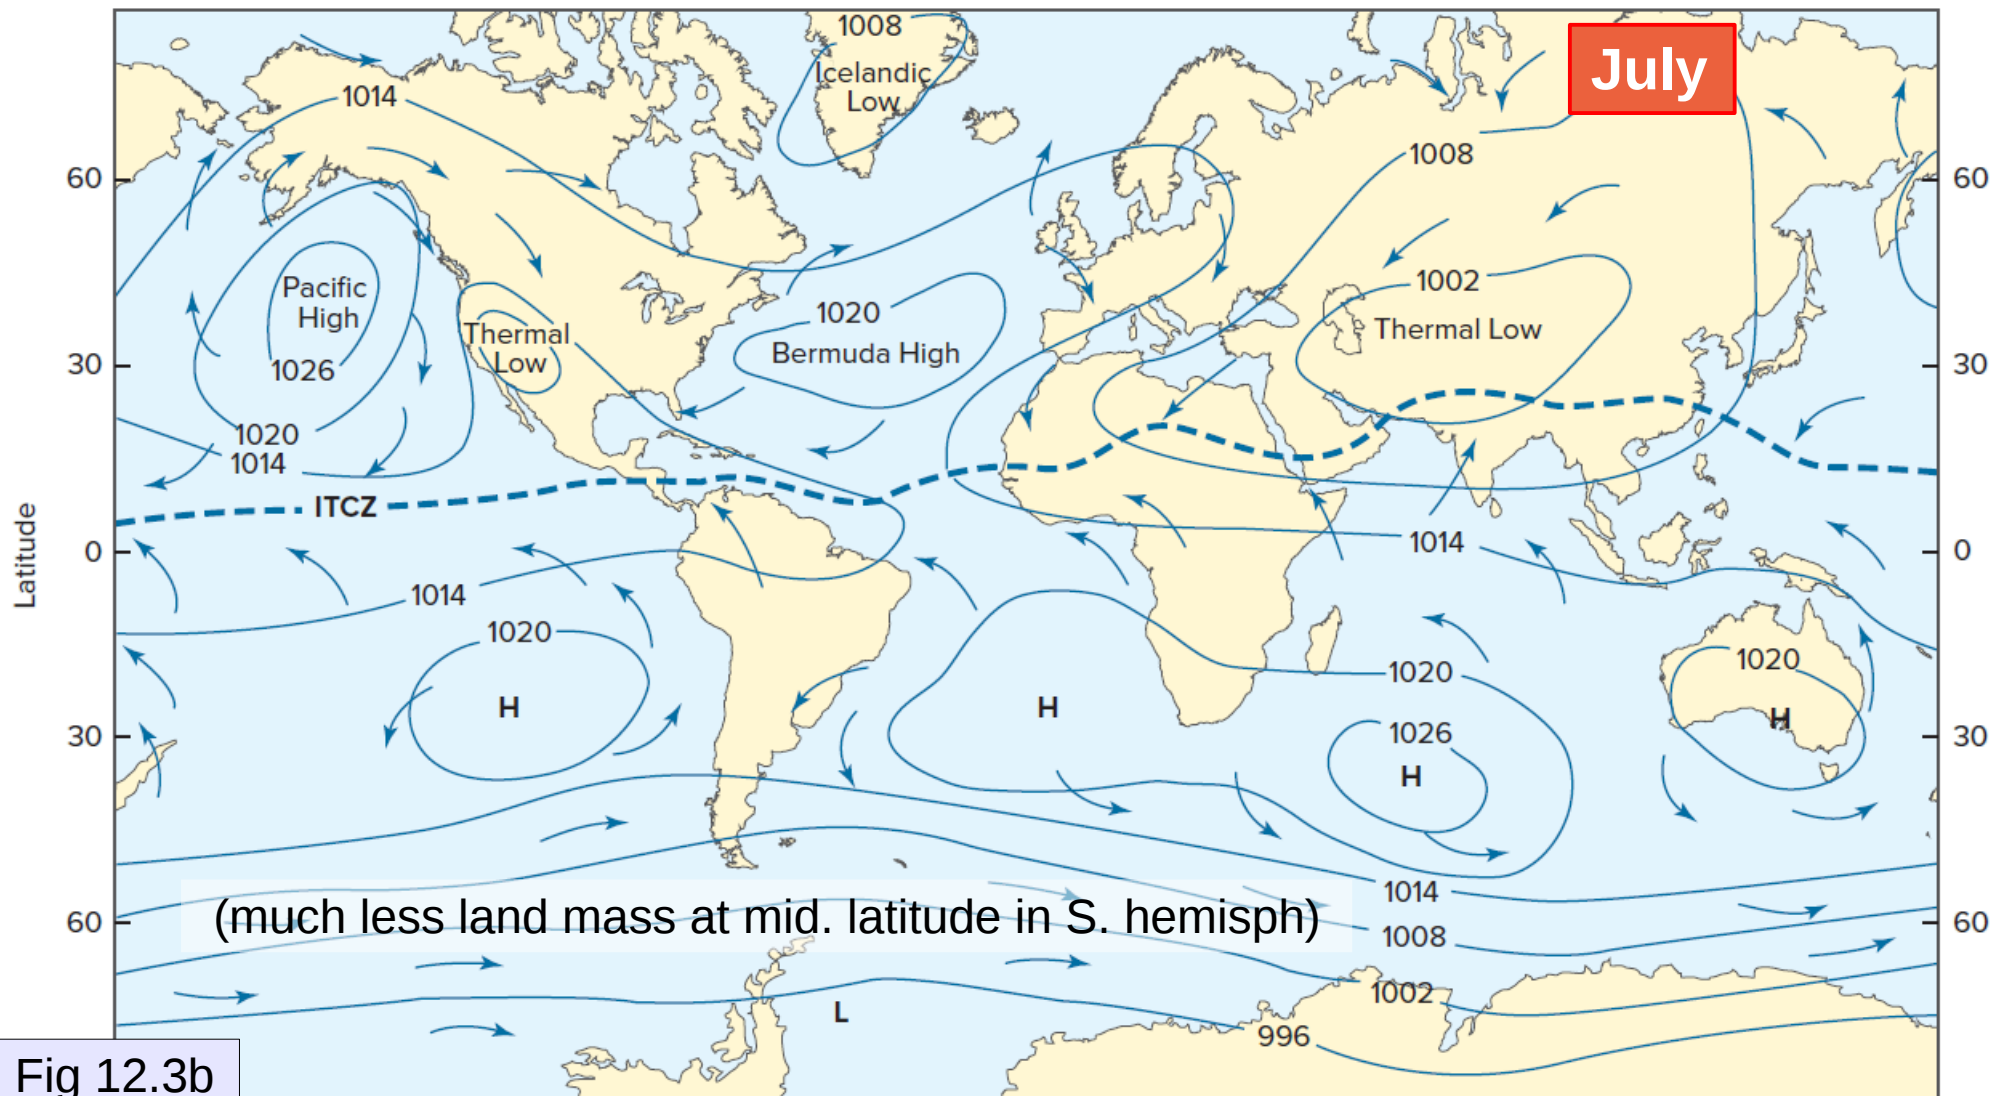 1008
July
Icelandic
Low
1014
1008
60
60
Pacific
High
1002
1020
Thermal
Low
Thermal Low
Bermuda High
30
1026
30
1020
1014
ITCZ
Latitude
0
1014
0
1014
1020
1020
1020
H
H
H
30
1026
30
H
1014
(much less land mass at mid. latitude in S. hemisph)
60
1008
60
1002
L
996
Fig 12.3b